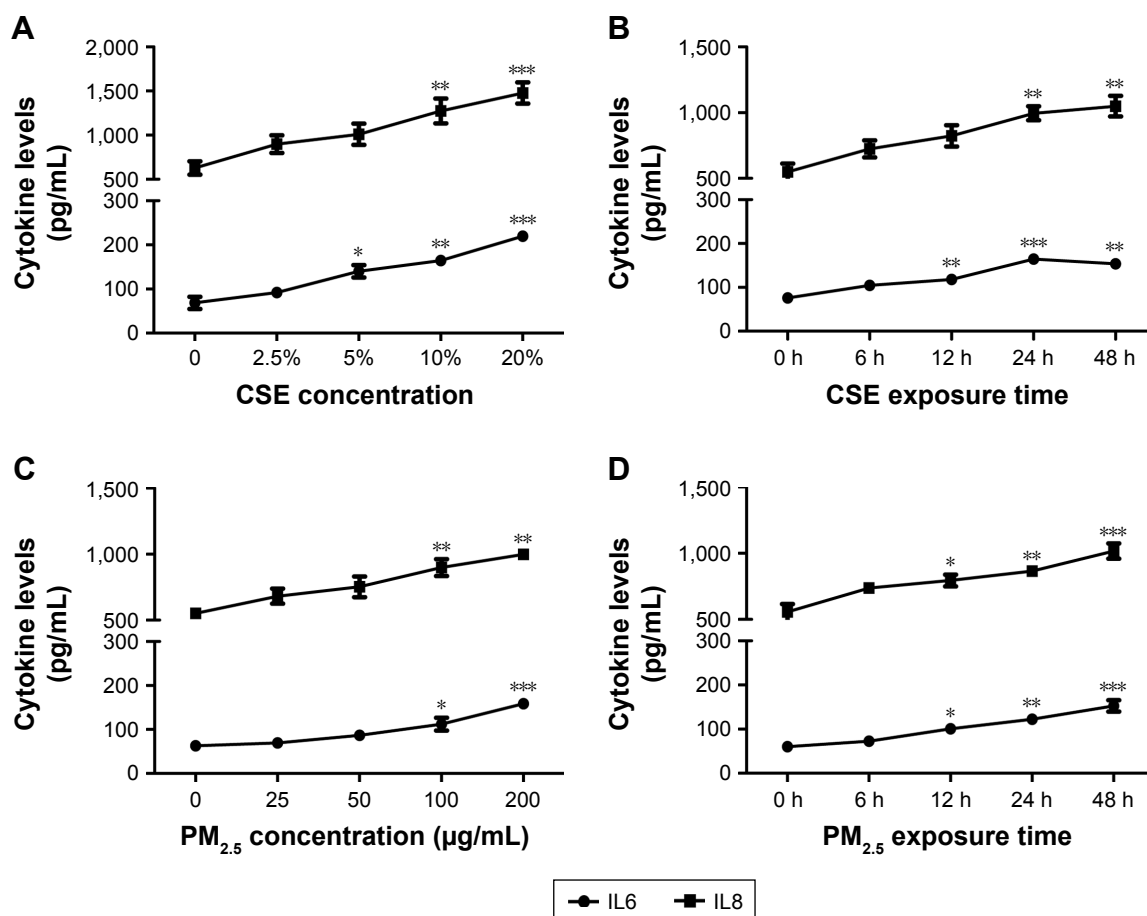 A
Cytokine levels
(pg/mL)
2,000
1,500
1,000
500
300
200
100
0
**
***
*
**
***
0 2.5% 5% 10% 20%
CSE concentration
B
Cytokine levels
(pg/mL)
1,500
1,000
500
300
200
100
0
**
**
**
***
**
0 h 6 h 12 h 24 h 48 h
CSE exposure time
C
Cytokine levels
(pg/mL)
1,500
1,000
500
300
200
100
0
**
**
*
***
0 25 50 100 200
PM2.5 concentration (µg/mL)
D
Cytokine levels
(pg/mL)
1,500
1,000
500
300
200
100
0
*
**
***
*
**
***
0 h 6 h 12 h 24 h 48 h
PM2.5 exposure time
IL6 IL8